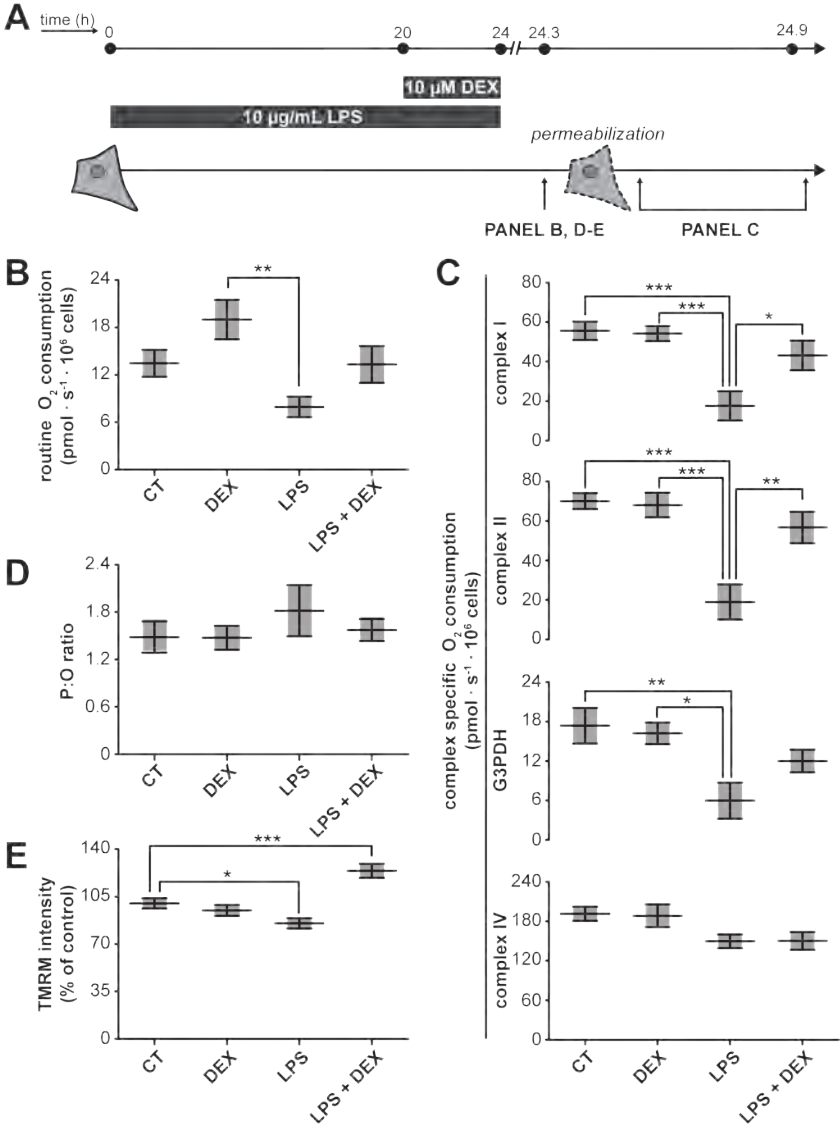 A
time (h)
0
20
24
24.3
24.9
10 µM DEX
10 µg/mL LPS
permeabilization
PANEL B, D-E
PANEL C
B
routine O2 consumption
(pmol · s-1 · 106 cells)
24
18
12
6
0
**
CT
DEX
LPS
LPS + DEX
D
P:O ratio
2.4
1.8
1.2
0.6
0
CT
DEX
LPS
LPS + DEX
E
TMRM intensity
(% of control)
140
105
70
35
0
***
*
CT
DEX
LPS
LPS + DEX
C
complex specific O2 consumption
(pmol · s-1 · 106 cells)
complex I
80
60
40
20
0
***
***
*
complex II
80
60
40
20
0
***
***
**
G3PDH
24
18
12
6
0
**
*
complex IV
240
180
120
60
0
CT
DEX
LPS
LPS + DEX